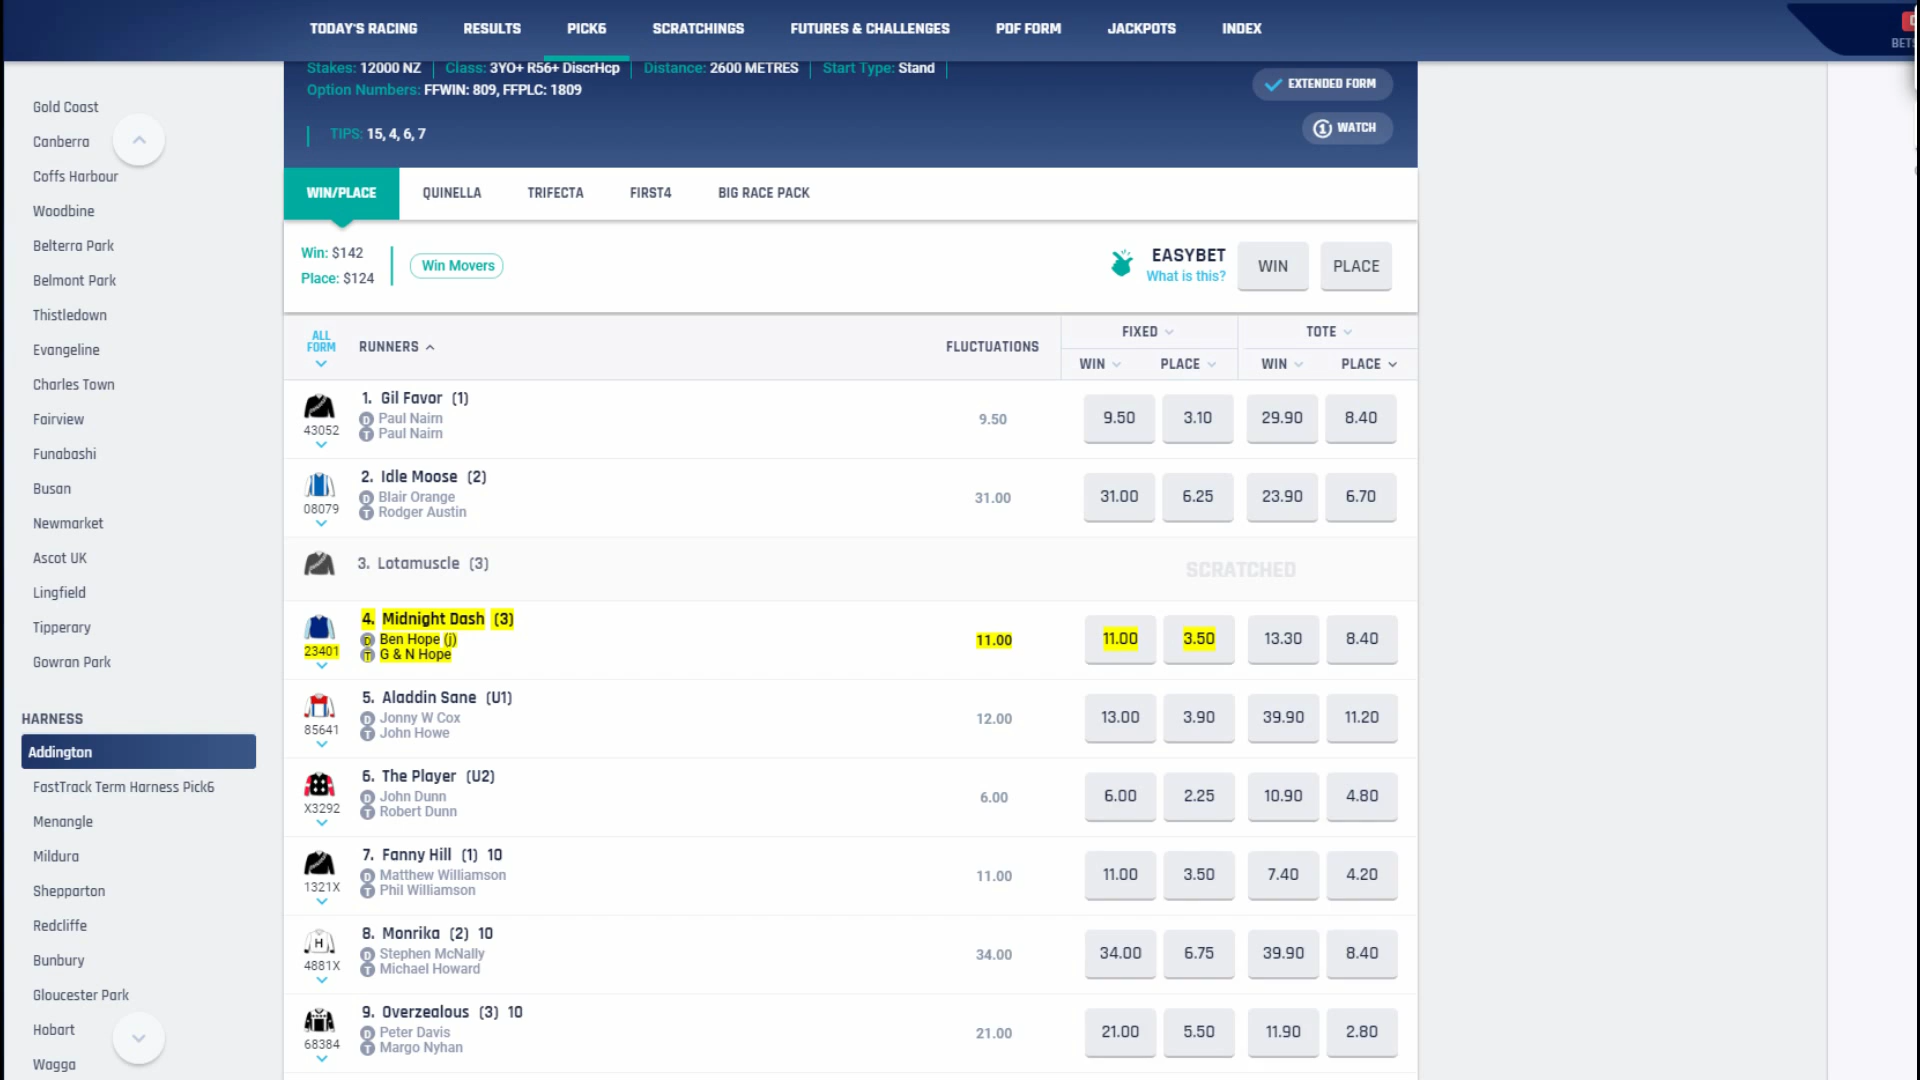 TODAY'S RACING RESULTS PICK6 SCRATCHINGS FUTURES & CHALLENGES PDF FORM JACKPOTS INDEX
Stakes: 12000 NZ Class: 3YO+ R56+ DiscrHcp Distance: 2600 METRES Start Type: Stand
Option Numbers: FFWIN: 809, FFPLC: 1809
EXTENDED FORM
WATCH
TIPS: 15, 4, 6, 7
WIN/PLACE QUINELLA TRIFECTA FIRST4 BIG RACE PACK
Win: $142
Place: $124
Win Movers
EASYBET
What is this?
WIN PLACE
ALL FORM RUNNERS FLUCTUATIONS FIXED TOTE
WIN PLACE WIN PLACE
1. Gil Favor (1)
D Paul Nairn
T Paul Nairn
43052
9.50 9.50 3.10 29.90 8.40
2. Idle Moose (2)
D Blair Orange
T Rodger Austin
08079
31.00 31.00 6.25 23.90 6.70
3. Lotamuscle (3)
SCRATCHED
4. Midnight Dash (3)
D Ben Hope (j)
T G & N Hope
23401
11.00 11.00 3.50 13.30 8.40
5. Aladdin Sane (U1)
D Jonny W Cox
T John Howe
85641
12.00 13.00 3.90 39.90 11.20
6. The Player (U2)
D John Dunn
T Robert Dunn
X3292
6.00 6.00 2.25 10.90 4.80
7. Fanny Hill (1) 10
D Matthew Williamson
T Phil Williamson
1321X
11.00 11.00 3.50 7.40 4.20
8. Monrika (2) 10
D Stephen McNally
T Michael Howard
H
4881X
34.00 34.00 6.75 39.90 8.40
9. Overzealous (3) 10
D Peter Davis
T Margo Nyhan
68384
21.00 21.00 5.50 11.90 2.80
Gold Coast
Canberra
Coffs Harbour
Woodbine
Belterra Park
Belmont Park
Thistledown
Evangeline
Charles Town
Fairview
Funabashi
Busan
Newmarket
Ascot UK
Lingfield
Tipperary
Gowran Park
HARNESS
Addington
FastTrack Term Harness Pick6
Menangle
Mildura
Shepparton
Redcliffe
Bunbury
Gloucester Park
Hobart
Wagga